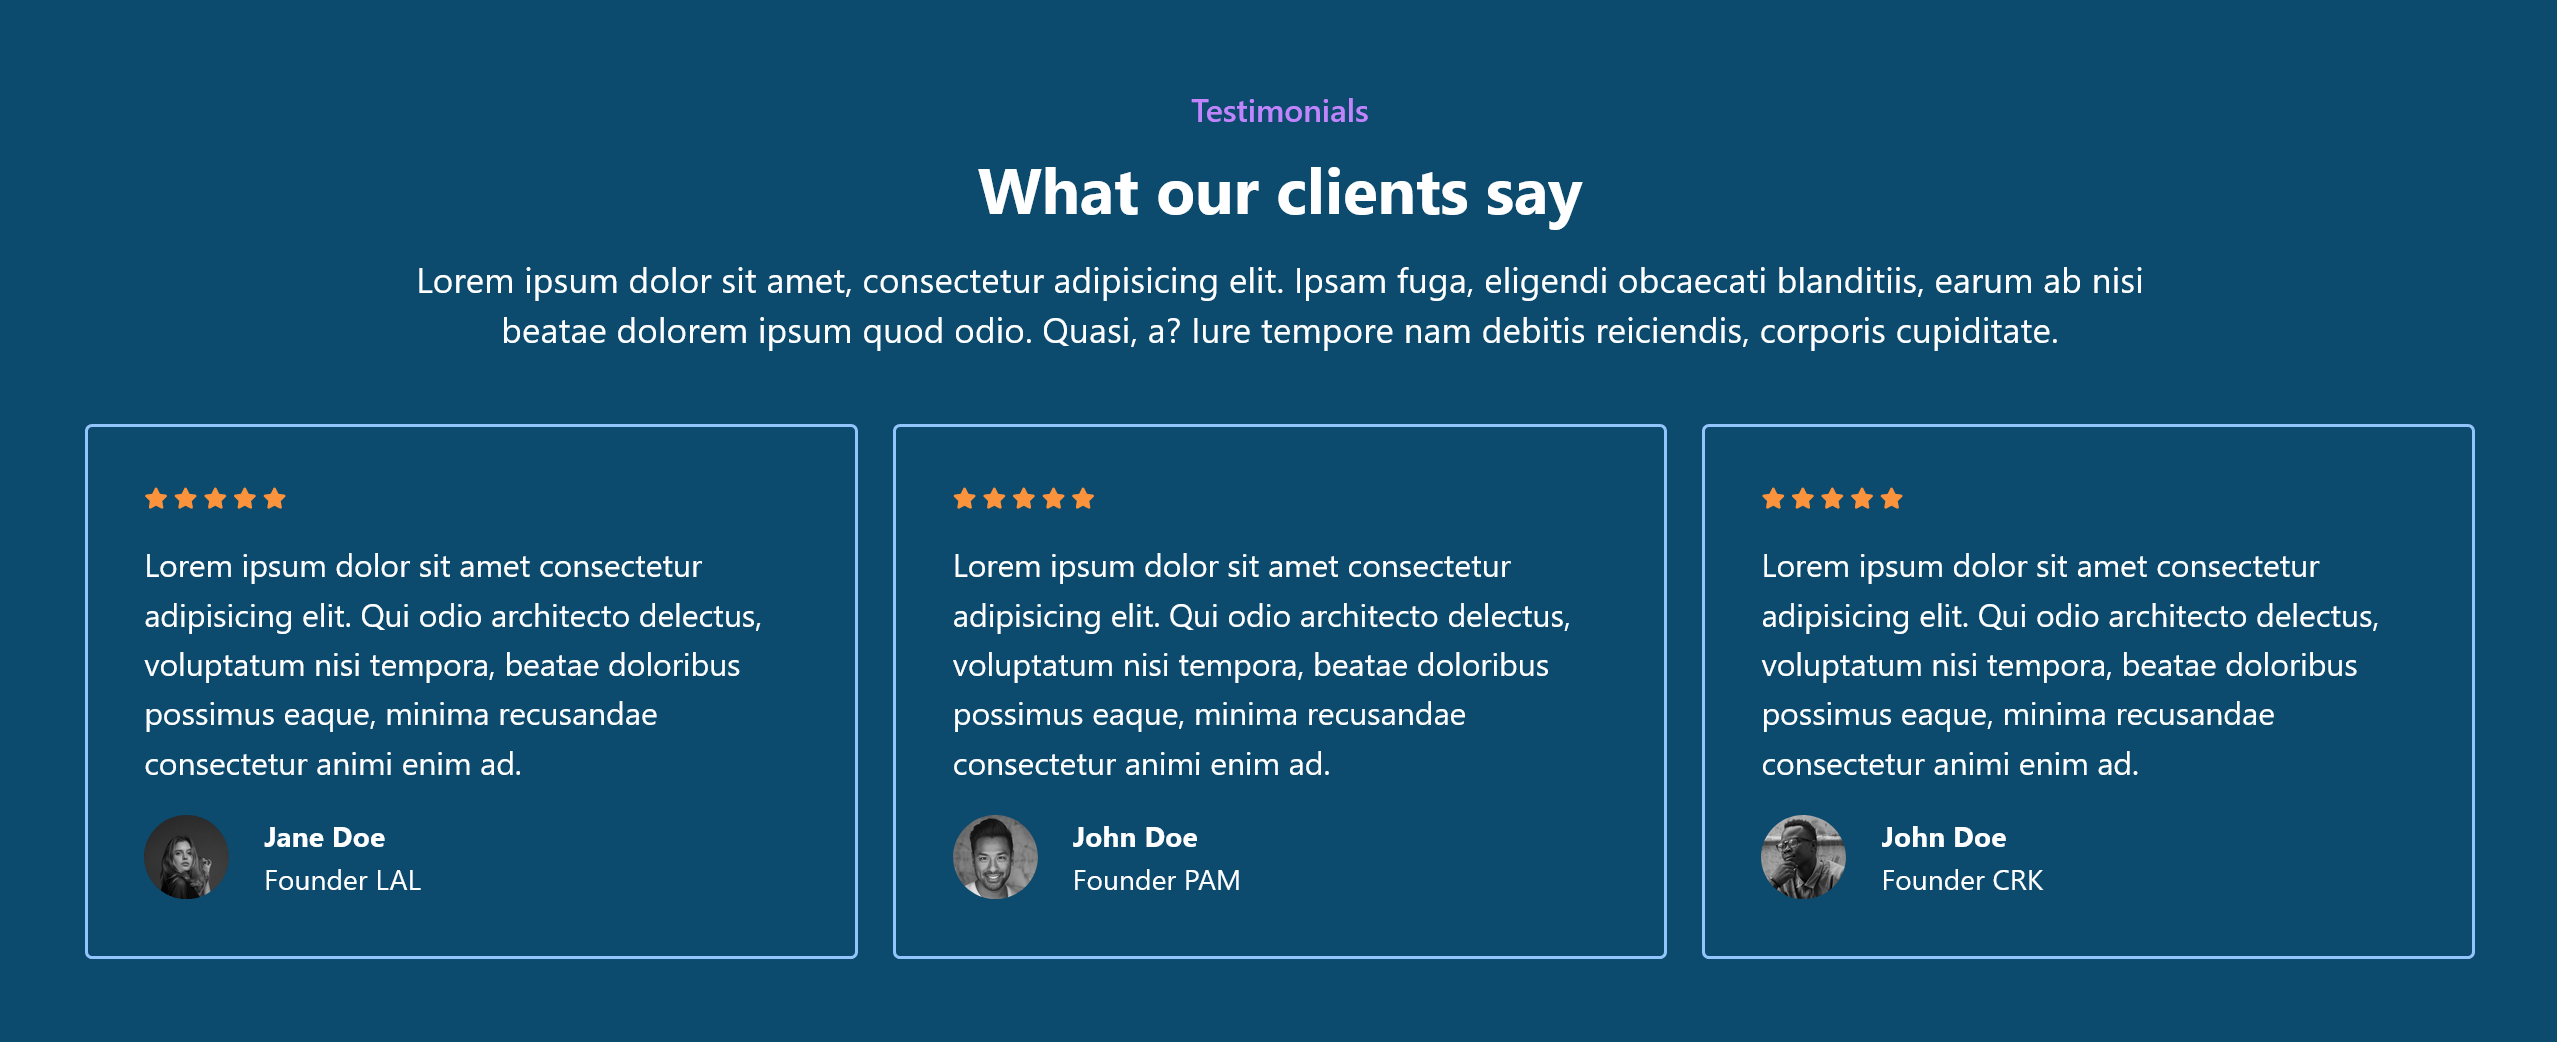 Testimonials
What our clients say
Lorem ipsum dolor sit amet, consectetur adipisicing elit. Ipsam fuga, eligendi obcaecati blanditiis, earum ab nisi
beatae dolorem ipsum quod odio. Quasi, a? Iure tempore nam debitis reiciendis, corporis cupiditate.
Lorem ipsum dolor sit amet consectetur
adipisicing elit. Qui odio architecto delectus,
voluptatum nisi tempora, beatae doloribus
possimus eaque, minima recusandae
consectetur animi enim ad.
Jane Doe
Founder LAL
Lorem ipsum dolor sit amet consectetur
adipisicing elit. Qui odio architecto delectus,
voluptatum nisi tempora, beatae doloribus
possimus eaque, minima recusandae
consectetur animi enim ad.
John Doe
Founder PAM
Lorem ipsum dolor sit amet consectetur
adipisicing elit. Qui odio architecto delectus,
voluptatum nisi tempora, beatae doloribus
possimus eaque, minima recusandae
consectetur animi enim ad.
John Doe
Founder CRK